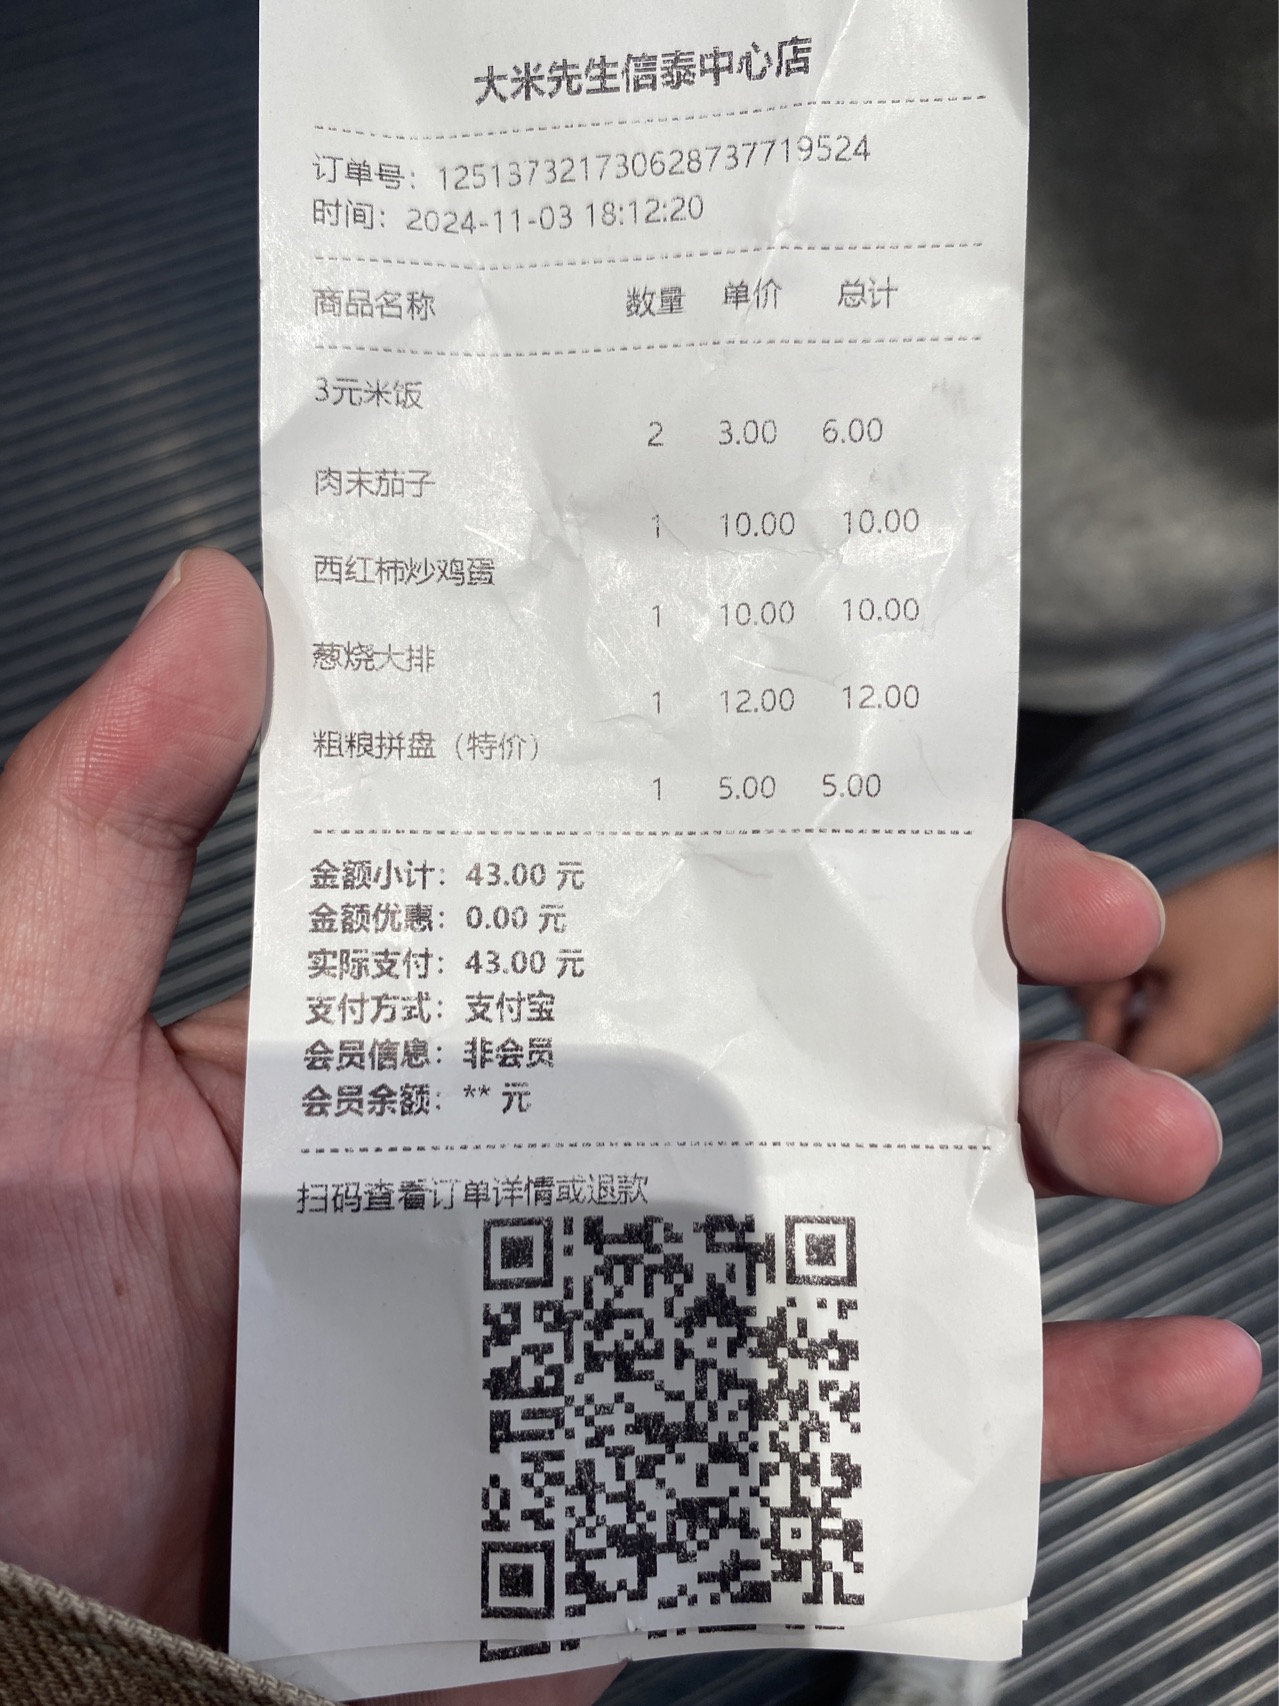 大米先生信泰中心店
订单号：125137321730628737719524
时间：2024-11-03 18:12:20
商品名称 数量 单价 总计
3元米饭
2 3.00 6.00
肉末茄子
1 10.00 10.00
西红柿炒鸡蛋
1 10.00 10.00
葱烧大排
1 12.00 12.00
粗粮拼盘（特价）
1 5.00 5.00
金额小计：43.00 元
金额优惠：0.00 元
实际支付：43.00 元
支付方式：支付宝
会员信息：非会员
会员余额：** 元
扫码查看订单详情或退款